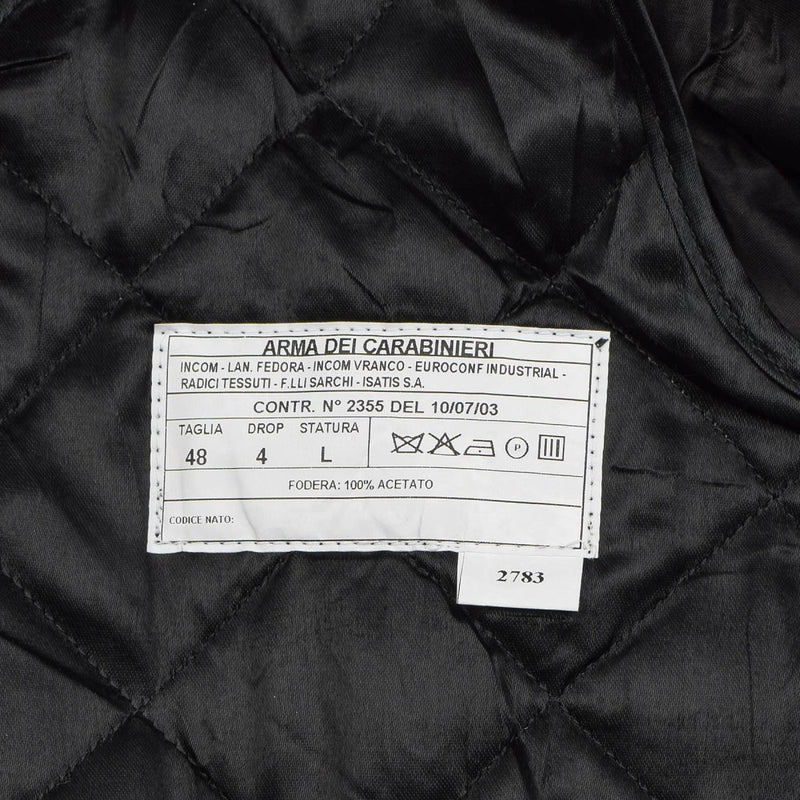 ARMA DEI CARABINIERI
INCOM - LAN. FEDORA - INCOM VRANCO - EUROCONF INDUSTRIAL -
RADICI TESSUTI - F.LLI SARCHI - ISATIS S.A.
CONTR. N° 2355 DEL 10/07/03
TAGLIA DROP STATURA
48 4 L P
FODERA: 100% ACETATO
CODICE NATO:
2783